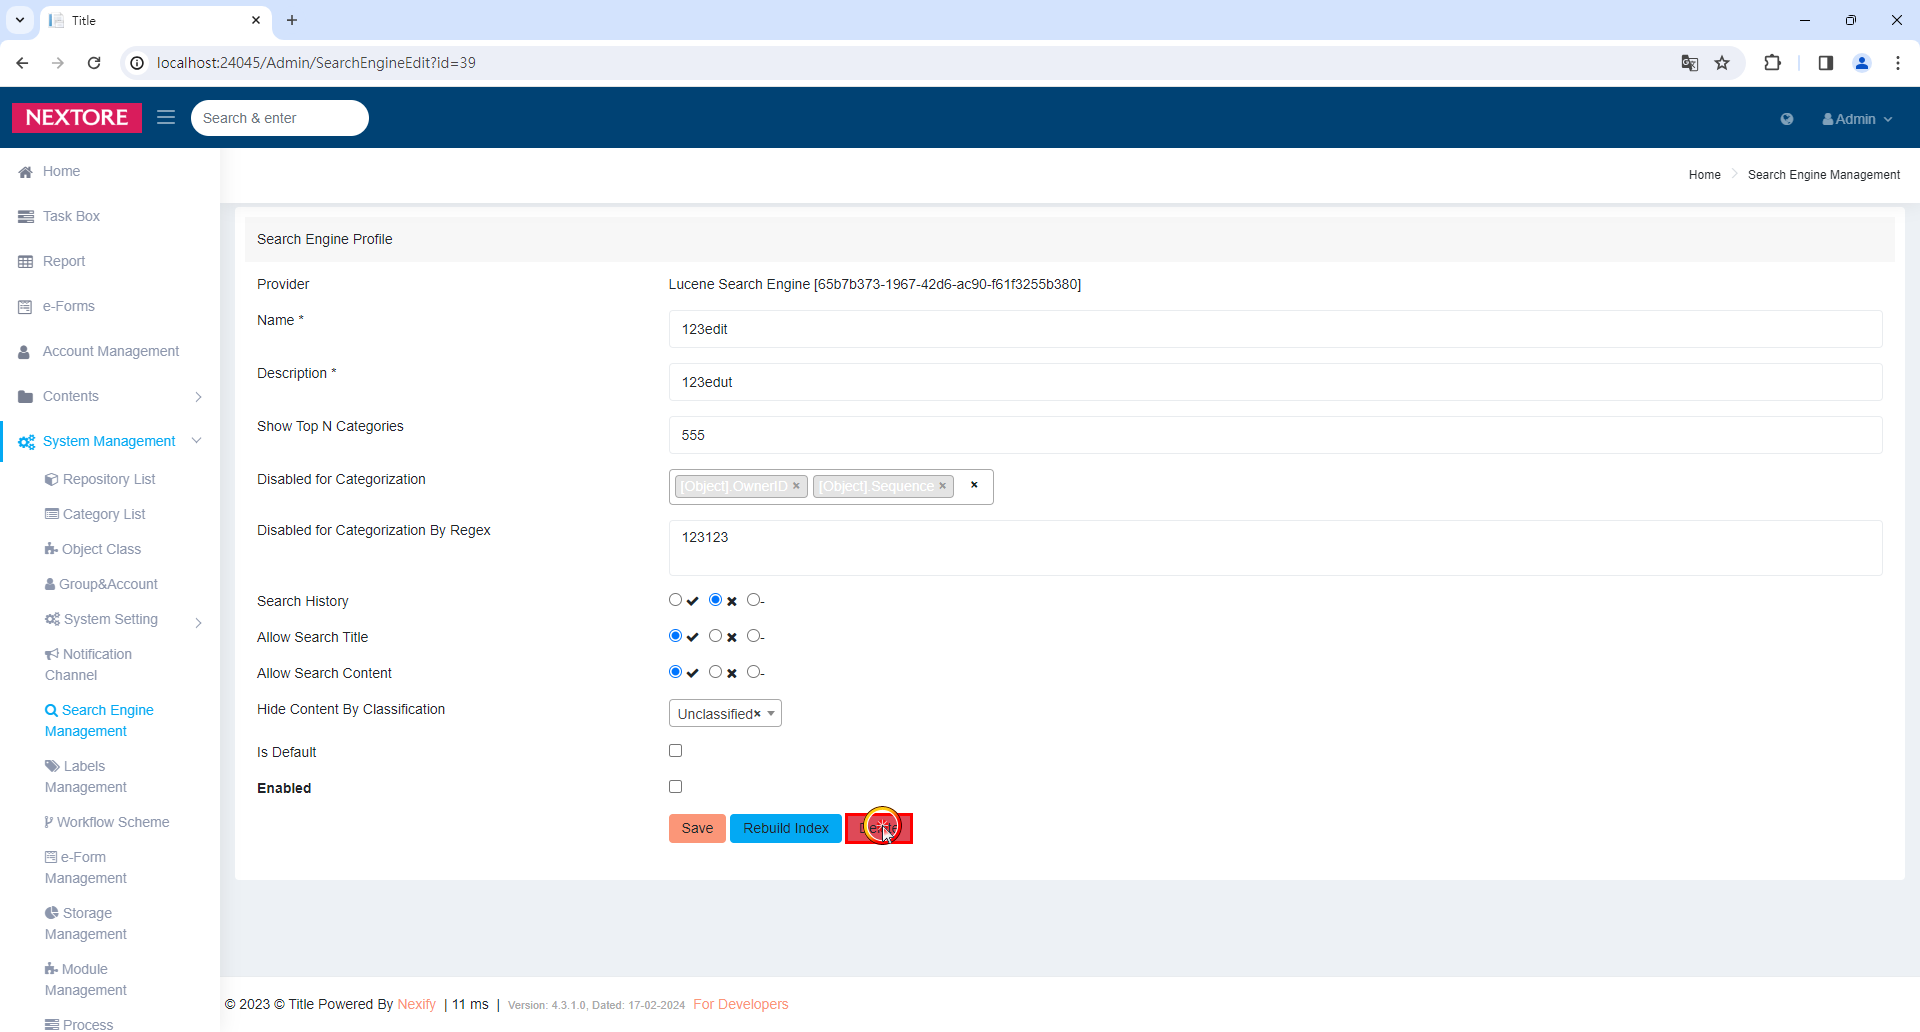 Title
localhost:24045/Admin/SearchEngineEdit?id=39
NEXTORE
Search & enter
Admin
Home
Task Box
Report
e-Forms
Account Management
Contents
System Management
Repository List
Category List
Object Class
Group&Account
System Setting
Notification
Channel
Search Engine
Management
Labels
Management
Workflow Scheme
e-Form
Management
Storage
Management
Module
Management
Process
Home
Search Engine Management
Search Engine Profile
Provider
Lucene Search Engine [65b7b373-1967-42d6-ac90-f61f3255b380]
Name *
123edit
Description *
123edut
Show Top N Categories
555
Disabled for Categorization
[Object].OwnerID × [Object].Sequence × ×
Disabled for Categorization By Regex
123123
Search History
-
Allow Search Title
-
Allow Search Content
-
Hide Content By Classification
Unclassified×
Is Default
Enabled
Save
Rebuild Index
© 2023 © Title Powered By Nexify | 11 ms | Version: 4.3.1.0, Dated: 17-02-2024 For Developers